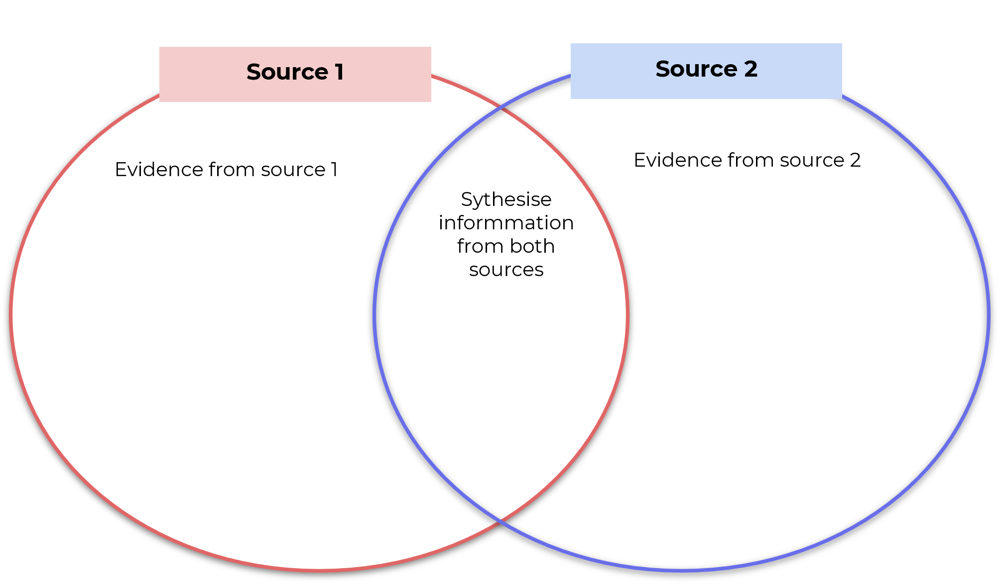 Source 1
Source 2
Evidence from source 1
Evidence from source 2
Sythesise
informmation
from both
sources